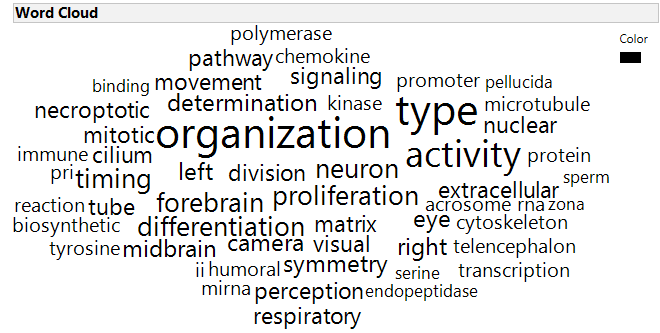 Word Cloud
polymerase
Color
pathway chemokine
binding movement signaling promoter pellucida
necroptotic determination kinase type microtubule
mitotic organization nuclear
immune cilium activity protein
pri timing left division neuron sperm
reaction tube forebrain proliferation extracellular
acrosome rna zona
biosynthetic differentiation matrix eye cytoskeleton
tyrosine midbrain camera visual right telencephalon
ii humoral symmetry serine transcription
mirna perception endopeptidase
respiratory